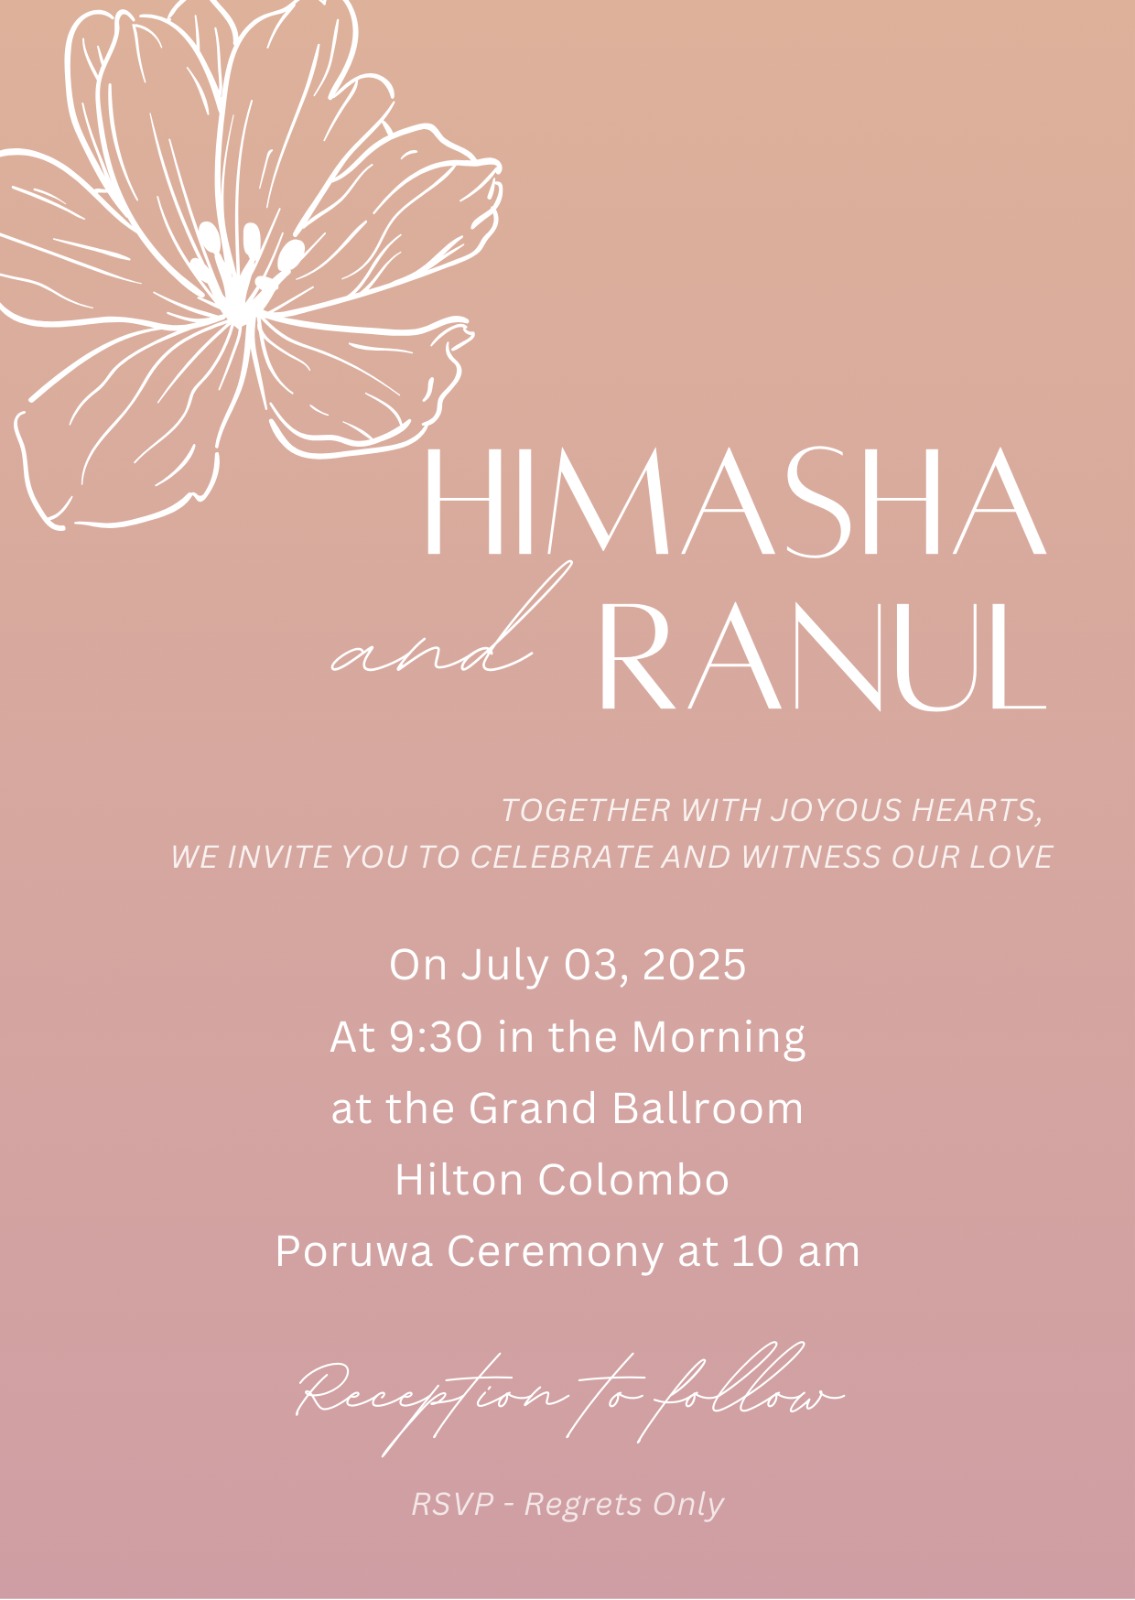 HIMASHA
and RANUL
TOGETHER WITH JOYOUS HEARTS,
WE INVITE YOU TO CELEBRATE AND WITNESS OUR LOVE
On July 03, 2025
At 9:30 in the Morning
at the Grand Ballroom
Hilton Colombo
Poruwa Ceremony at 10 am
Reception to follow
RSVP - Regrets Only